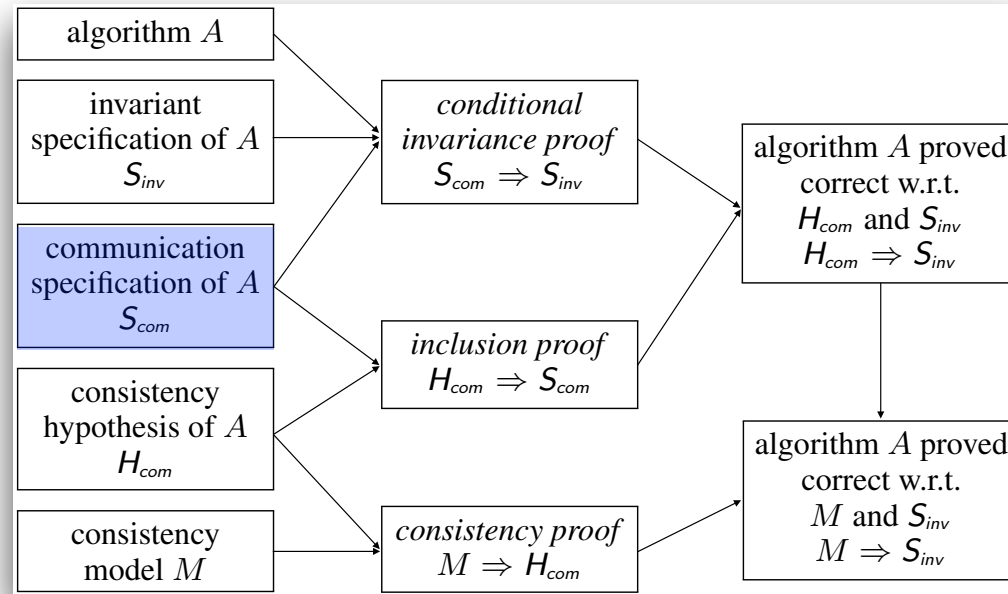 algorithm A
invariant
specification of A
S_inv
communication
specification of A
S_com
consistency
hypothesis of A
H_com
consistency
model M
conditional
invariance proof
S_com ⇒ S_inv
inclusion proof
H_com ⇒ S_com
consistency proof
M ⇒ H_com
algorithm A proved
correct w.r.t.
H_com and S_inv
H_com ⇒ S_inv
algorithm A proved
correct w.r.t.
M and S_inv
M ⇒ S_inv